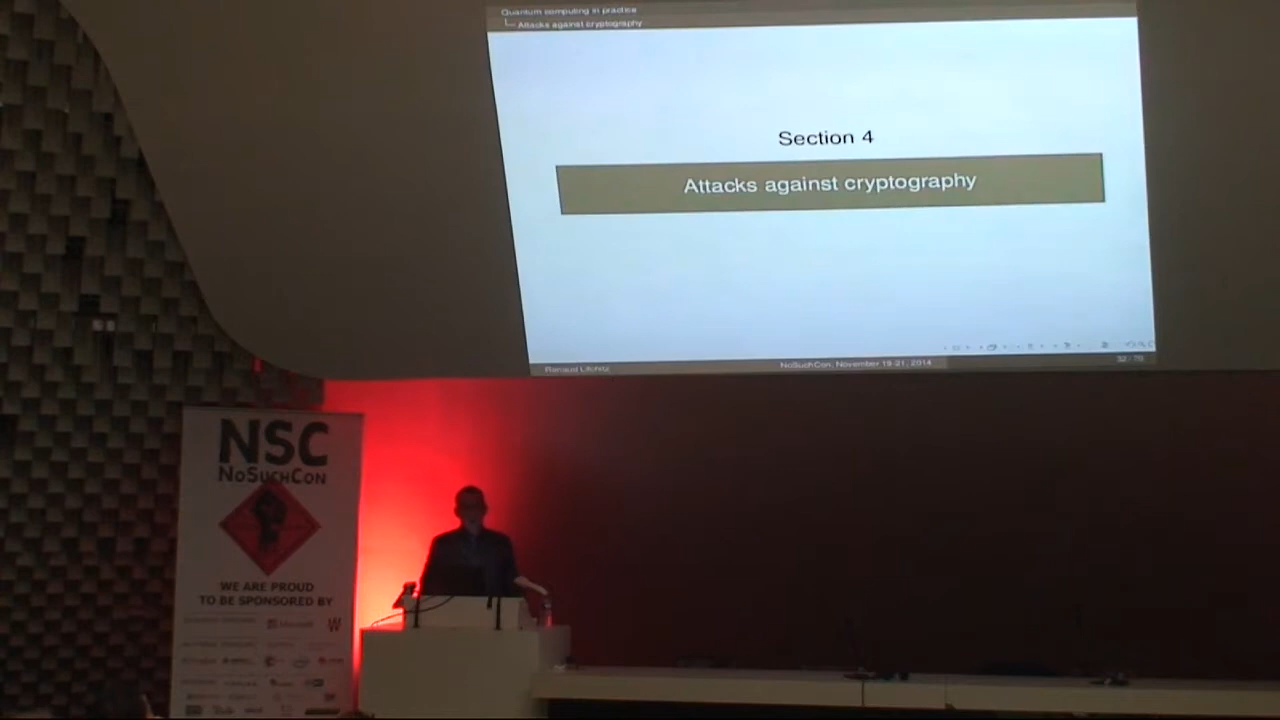 Quantum computing in practice
Attacks against cryptography
Section 4
Attacks against cryptography
NoSuchCon, November 19-21, 2014
NSC
NoSuchCon
WE ARE PROUD
TO BE SPONSORED BY
Microsoft